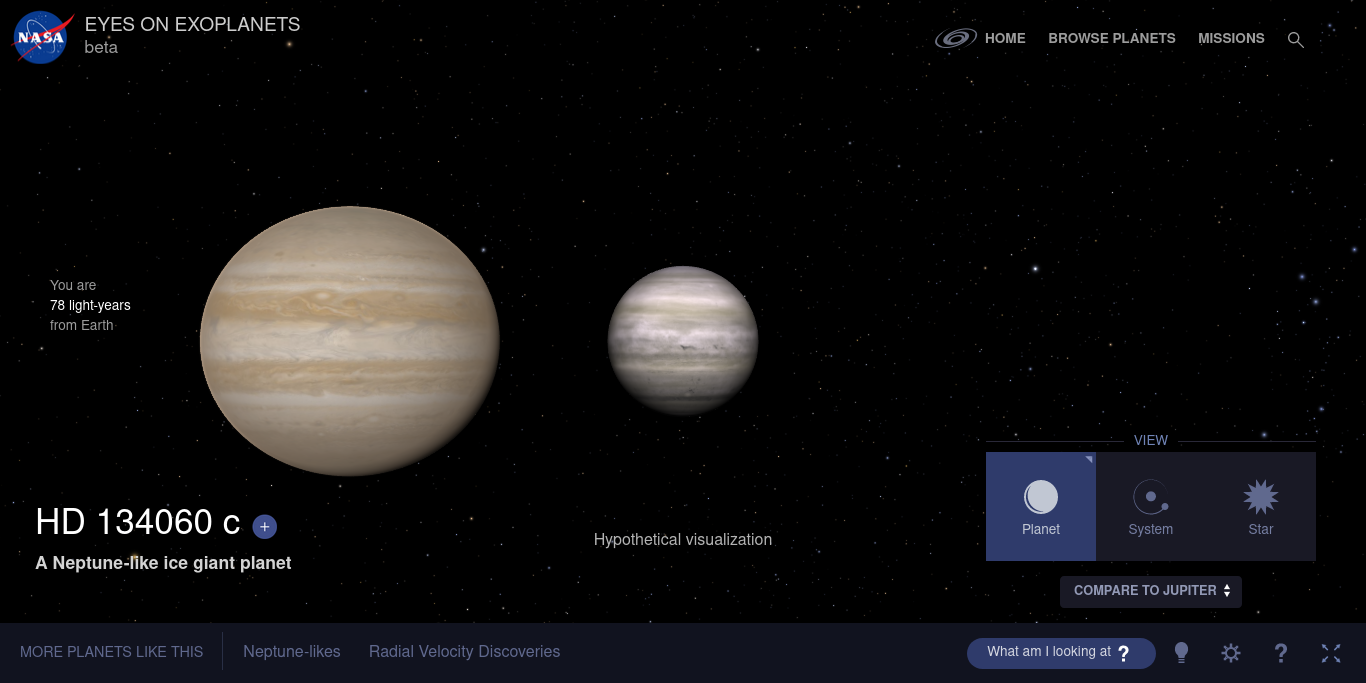 NASA
EYES ON EXOPLANETS
beta
HOME
BROWSE PLANETS
MISSIONS
You are
78 light-years
from Earth
VIEW
Planet
System
Star
COMPARE TO JUPITER
HD 134060 c +
A Neptune-like ice giant planet
Hypothetical visualization
MORE PLANETS LIKE THIS
Neptune-likes
Radial Velocity Discoveries
What am I looking at ?
?